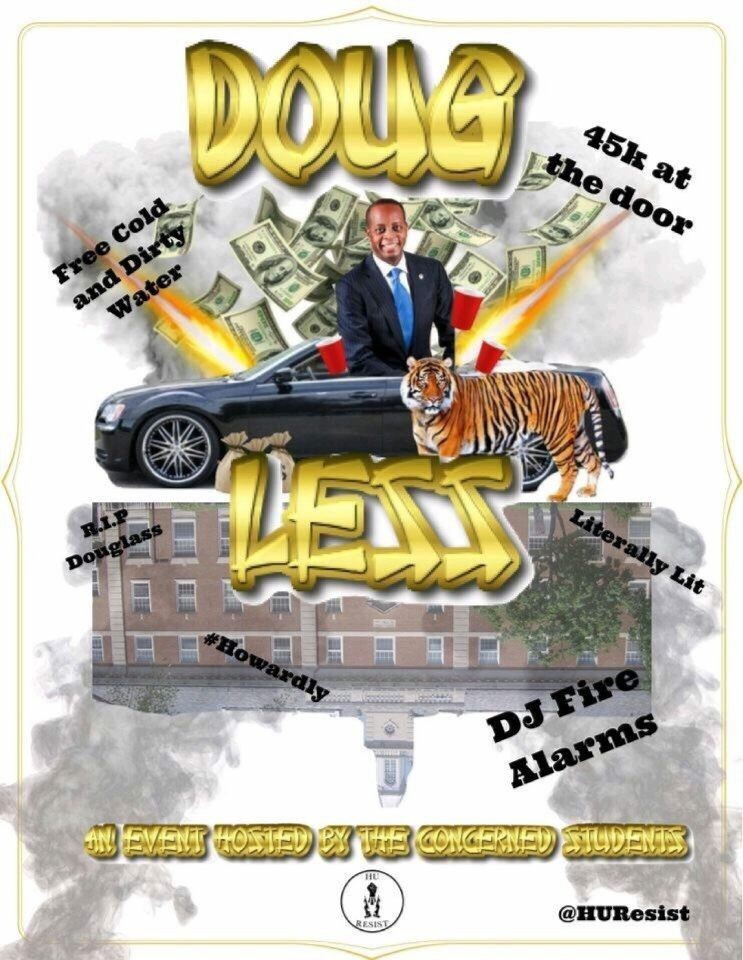 DOUG
45k at
the door
Free Cold
and Dirty
Water
LESS
R.I.P
Douglass
Literally Lit
#Howardly
DJ Fire
Alarms
AN EVENT HOSTED BY THE CONCERNED STUDENTS
HU
RESIST
@HUResist